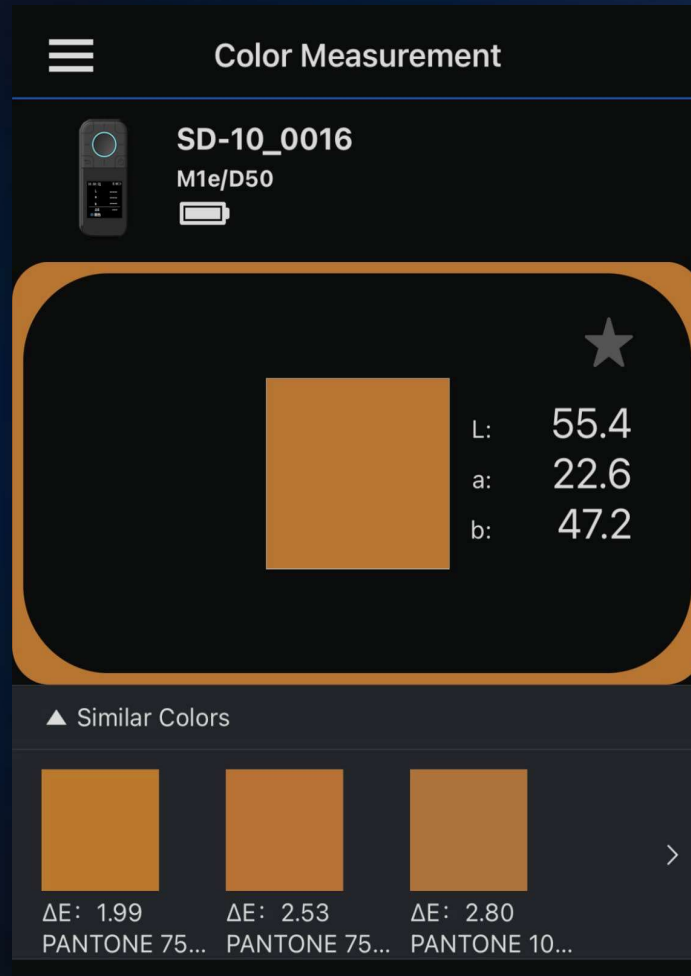 Color Measurement
SD-10_0016
M1e/D50
L: 55.4
a: 22.6
b: 47.2
▲ Similar Colors
ΔE: 1.99
PANTONE 75...
ΔE: 2.53
PANTONE 75...
ΔE: 2.80
PANTONE 10...